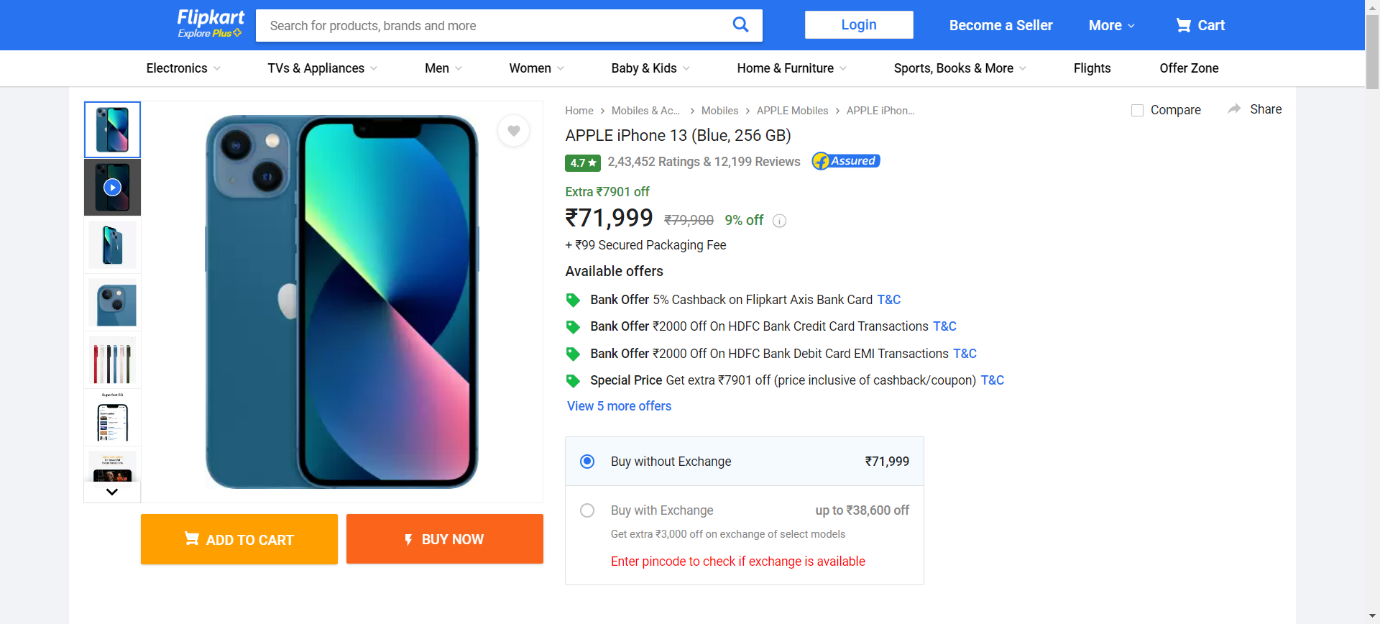 Flipkart
Explore Plus
Search for products, brands and more
Login
Become a Seller
More
Cart
Electronics
TVs & Appliances
Men
Women
Baby & Kids
Home & Furniture
Sports, Books & More
Flights
Offer Zone
Home > Mobiles & Ac... > Mobiles > APPLE Mobiles > APPLE iPhon...
Compare
Share
APPLE iPhone 13 (Blue, 256 GB)
4.7 ★ 2,43,452 Ratings & 12,199 Reviews Assured
Extra ₹7901 off
₹71,999 ₹79,900 9% off
+ ₹99 Secured Packaging Fee
Available offers
Bank Offer 5% Cashback on Flipkart Axis Bank Card T&C
Bank Offer ₹2000 Off On HDFC Bank Credit Card Transactions T&C
Bank Offer ₹2000 Off On HDFC Bank Debit Card EMI Transactions T&C
Special Price Get extra ₹7901 off (price inclusive of cashback/coupon) T&C
View 5 more offers
Buy without Exchange ₹71,999
Buy with Exchange up to ₹38,600 off
Get extra ₹3,000 off on exchange of select models
Enter pincode to check if exchange is available
ADD TO CART
BUY NOW